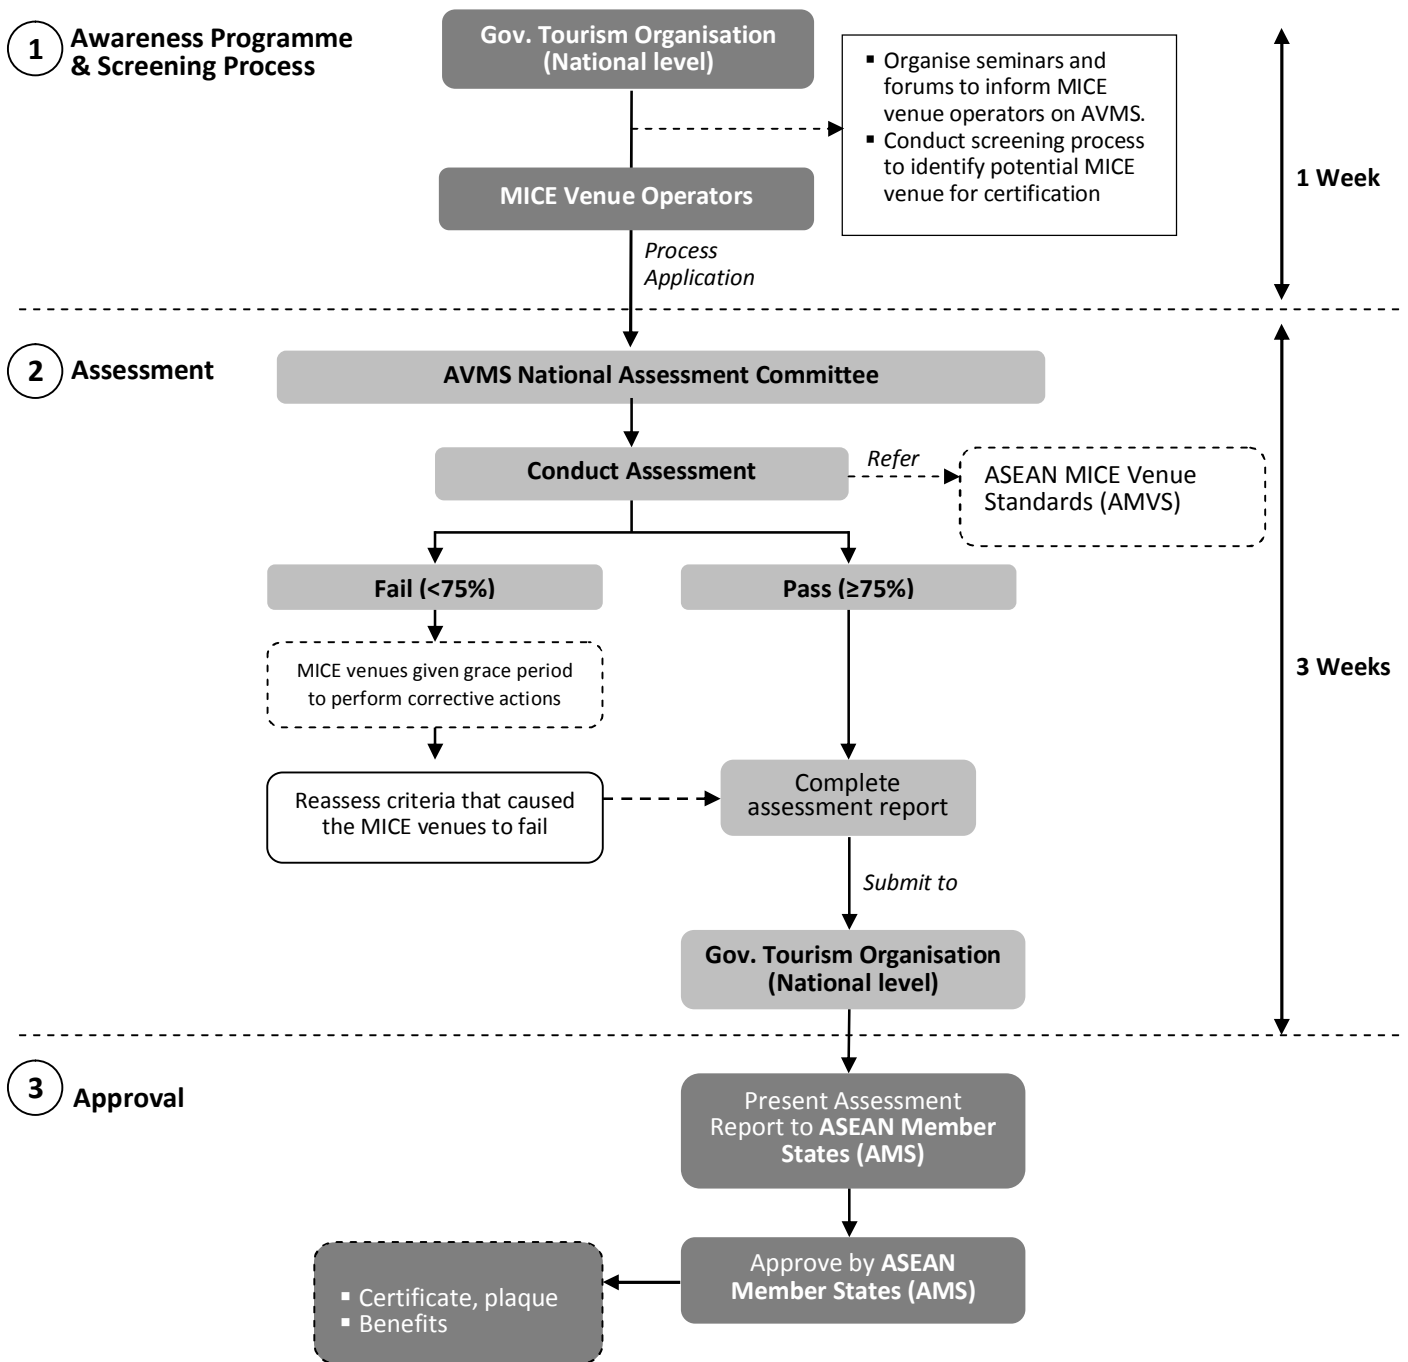 1
Awareness Programme
& Screening Process
Gov. Tourism Organisation
(National level)
▪ Organise seminars and
forums to inform MICE
venue operators on AVMS.
▪ Conduct screening process
to identify potential MICE
venue for certification
1 Week
MICE Venue Operators
Process
Application
2
Assessment
AVMS National Assessment Committee
Conduct Assessment
Refer
ASEAN MICE Venue
Standards (AMVS)
Fail (<75%)
Pass (≥75%)
MICE venues given grace period
to perform corrective actions
3 Weeks
Reassess criteria that caused
the MICE venues to fail
Complete
assessment report
Submit to
Gov. Tourism Organisation
(National level)
3
Approval
Present Assessment
Report to ASEAN Member
States (AMS)
Approve by ASEAN
Member States (AMS)
▪ Certificate, plaque
▪ Benefits